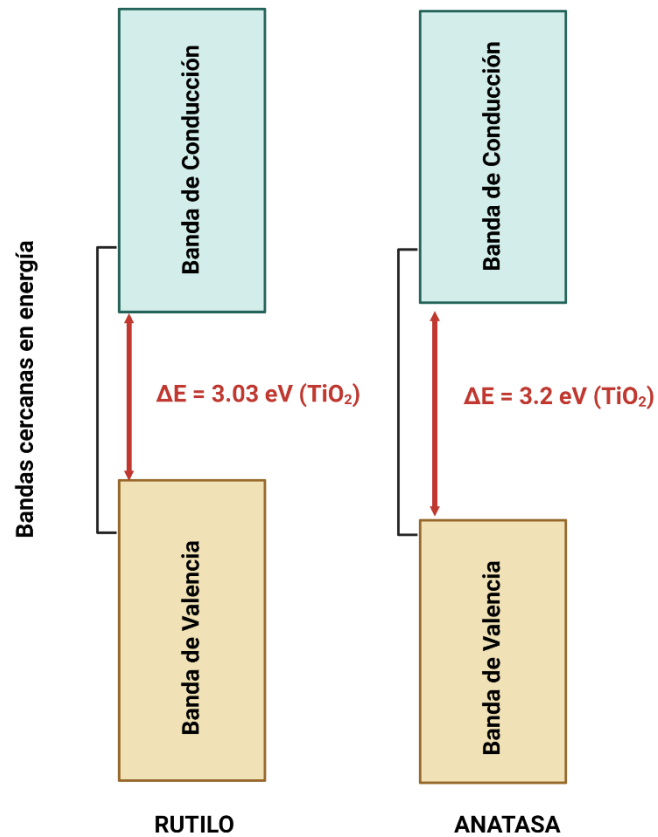 Bandas cercanas en energía
Banda de Conducción
ΔE = 3.03 eV (TiO₂)
Banda de Valencia
RUTILO
Banda de Conducción
ΔE = 3.2 eV (TiO₂)
Banda de Valencia
ANATASA